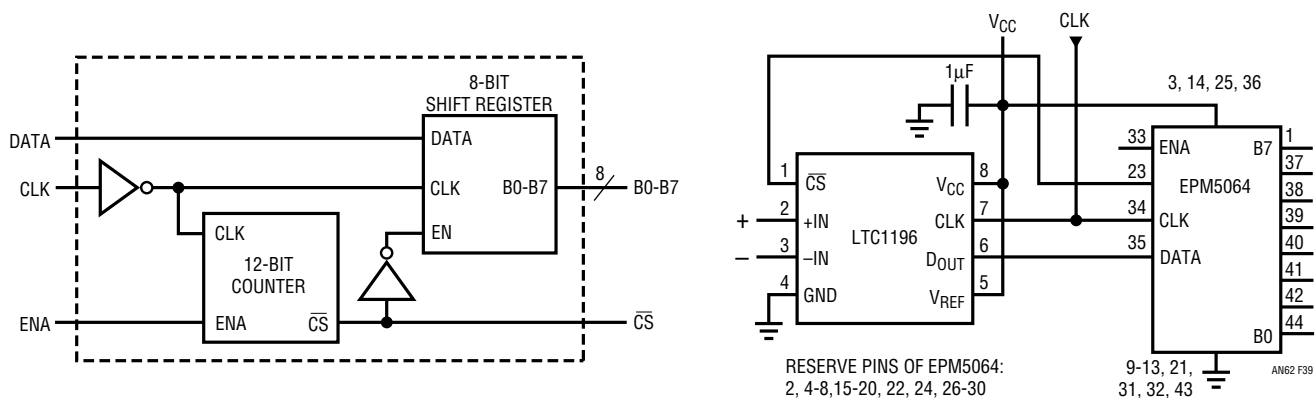 8-BIT
SHIFT REGISTER
DATA
DATA
CLK
CLK
B0-B7
8
B0-B7
EN
CLK
12-BIT
COUNTER
ENA
ENA
C̅S̅
C̅S̅
VCC
CLK
1µF
3, 14, 25, 36
1
C̅S̅
2
+
+IN
3
–
–IN
4
GND
LTC1196
VCC
8
CLK
7
DOUT
6
VREF
5
33
ENA
23
EPM5064
34
CLK
35
DATA
B7
1
37
38
39
40
41
42
B0
44
RESERVE PINS OF EPM5064:
2, 4-8,15-20, 22, 24, 26-30
9-13, 21,
31, 32, 43
AN62 F39